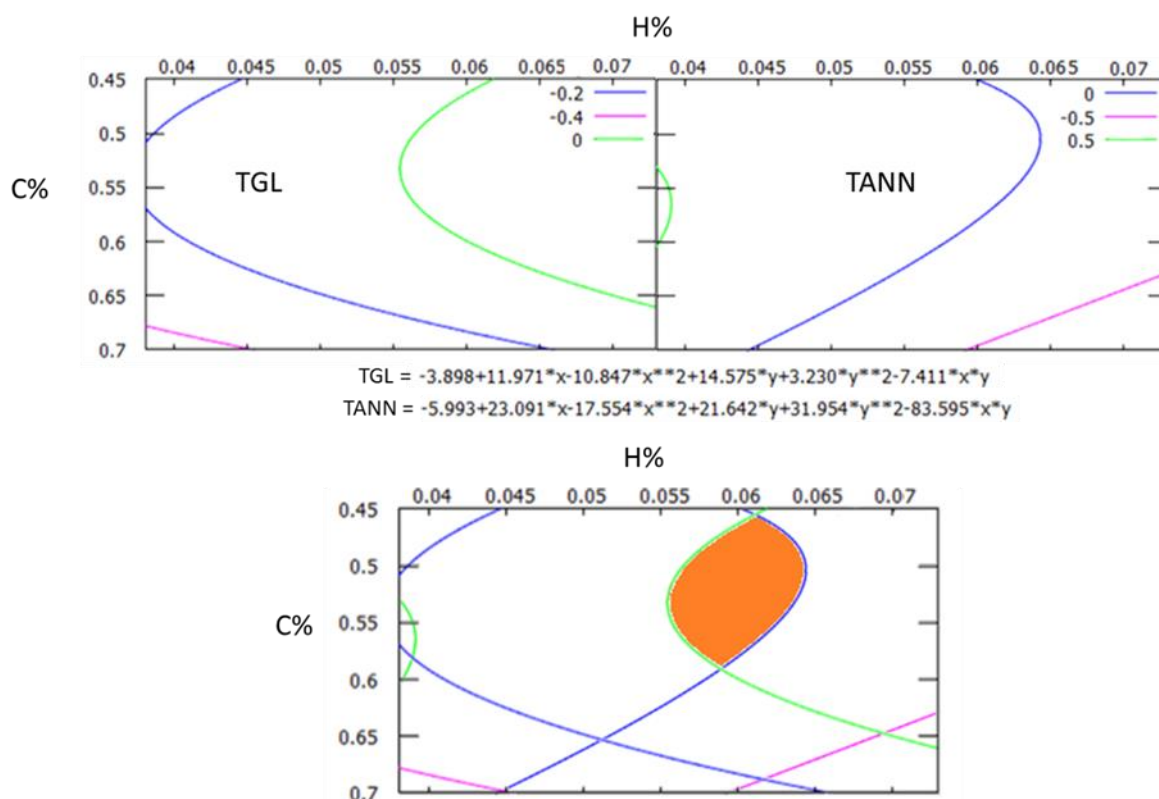 H%
0.04 0.045 0.05 0.055 0.06 0.065 0.07 0.04 0.045 0.05 0.055 0.06 0.065 0.07
0.45
-0.2 0
-0.4 -0.5
0 0.5
0.5
C%
0.55
TGL TANN
0.6
0.65
0.7
TGL = -3.898+11.971*x-10.847*x**2+14.575*y+3.230*y**2-7.411*x*y
TANN = -5.993+23.091*x-17.554*x**2+21.642*y+31.954*y**2-83.595*x*y
H%
0.04 0.045 0.05 0.055 0.06 0.065 0.07
0.45
0.5
0.55
C%
0.6
0.65
0.7